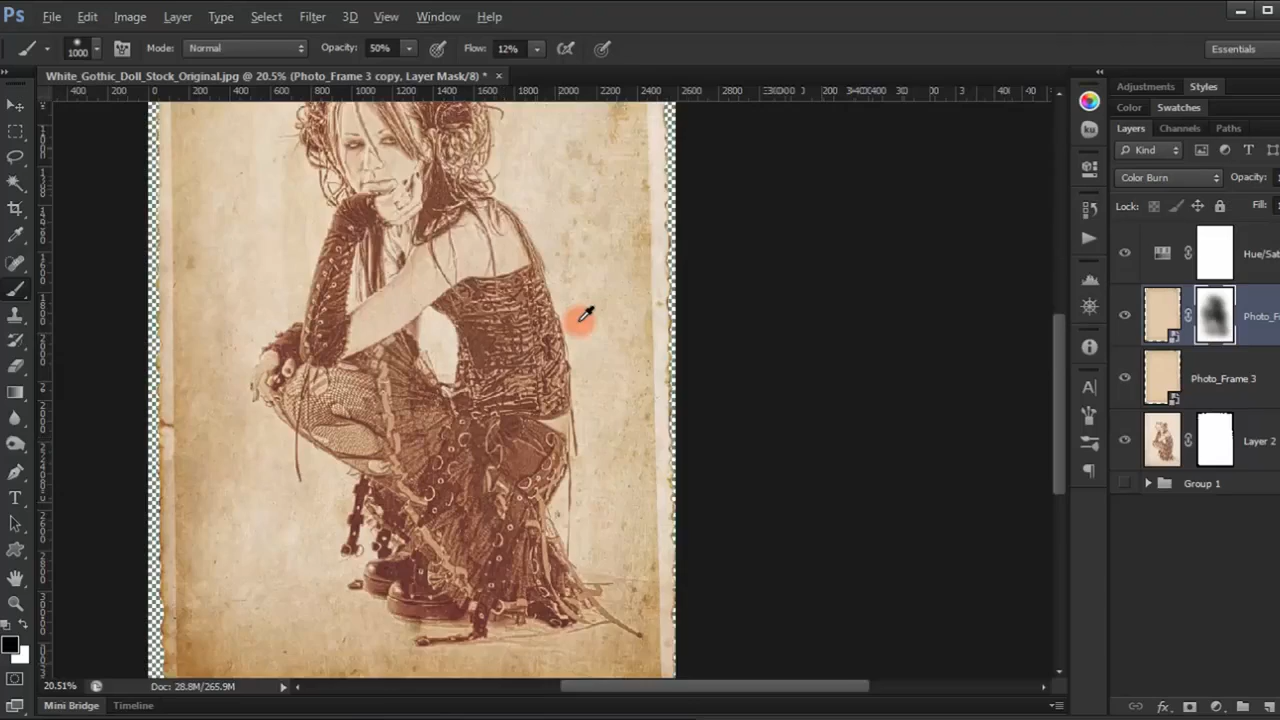 Ps File Edit Image Layer Type Select Filter 3D View Window Help
1000 Mode: Normal Opacity: 50% Flow: 12% Essentials
White_Gothic_Doll_Stock_Original.jpg @ 20.5% (Photo_Frame 3 copy, Layer Mask/8) * ×
400 200 0 200 400 600 800 1000 1200 1400 1600 1800 2000 2200 2400 2600
Adjustments Styles
Color Swatches
Layers Channels Paths
Kind
Color Burn Opacity:
Lock: Fill:
Hue/Sat
Photo_Fr
Photo_Frame 3
Layer 2
Group 1
20.51% Doc: 28.8M/265.9M
Mini Bridge Timeline